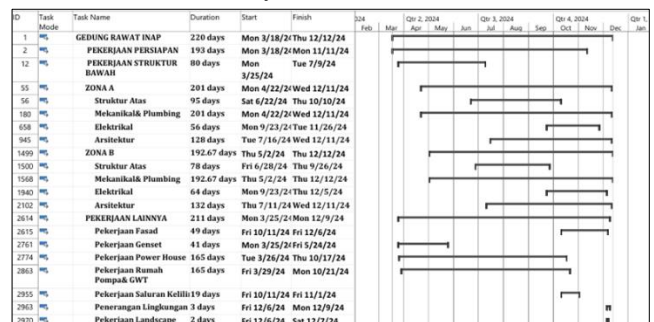 ID Task Mode Task Name Duration Start Finish 024 Qtr 2, 2024 Qtr 3, 2024 Qtr 4, 2024 Qtr 1,
Feb Mar Apr May Jun Jul Aug Sep Oct Nov Dec Jan
1 GEDUNG RAWAT INAP 220 days Mon 3/18/24 Thu 12/12/24
2 PEKERJAAN PERSIAPAN 193 days Mon 3/18/24 Mon 11/11/24
12 PEKERJAAN STRUKTUR BAWAH 80 days Mon 3/25/24 Tue 7/9/24
55 ZONA A 201 days Mon 4/22/24 Wed 12/11/24
56 Struktur Atas 95 days Sat 6/22/24 Thu 10/10/24
180 Mekanikal& Plumbing 201 days Mon 4/22/24 Wed 12/11/24
658 Elektrikal 56 days Mon 9/23/24 Tue 11/26/24
945 Arsitektur 128 days Tue 7/16/24 Wed 12/11/24
1499 ZONA B 192.67 days Thu 5/2/24 Thu 12/12/24
1500 Struktur Atas 78 days Fri 6/28/24 Thu 9/26/24
1568 Mekanikal& Plumbing 192.67 days Thu 5/2/24 Thu 12/12/24
1940 Elektrikal 64 days Mon 9/23/24 Thu 12/5/24
2102 Arsitektur 132 days Thu 7/11/24 Wed 12/11/24
2614 PEKERJAAN LAINNYA 211 days Mon 3/25/24 Mon 12/9/24
2615 Pekerjaan Fasad 49 days Fri 10/11/24 Fri 12/6/24
2761 Pekerjaan Genset 41 days Mon 3/25/24 Fri 5/24/24
2774 Pekerjaan Power House 165 days Tue 3/26/24 Thu 10/17/24
2863 Pekerjaan Rumah Pompa& GWT 165 days Fri 3/29/24 Mon 10/21/24
2955 Pekerjaan Saluran Kelilin 19 days Fri 10/11/24 Fri 11/1/24
2963 Penerangan Lingkungan 3 days Fri 12/6/24 Mon 12/9/24
2970 Pekerjaan Landscape 2 days Fri 12/6/24 Sat 12/7/24